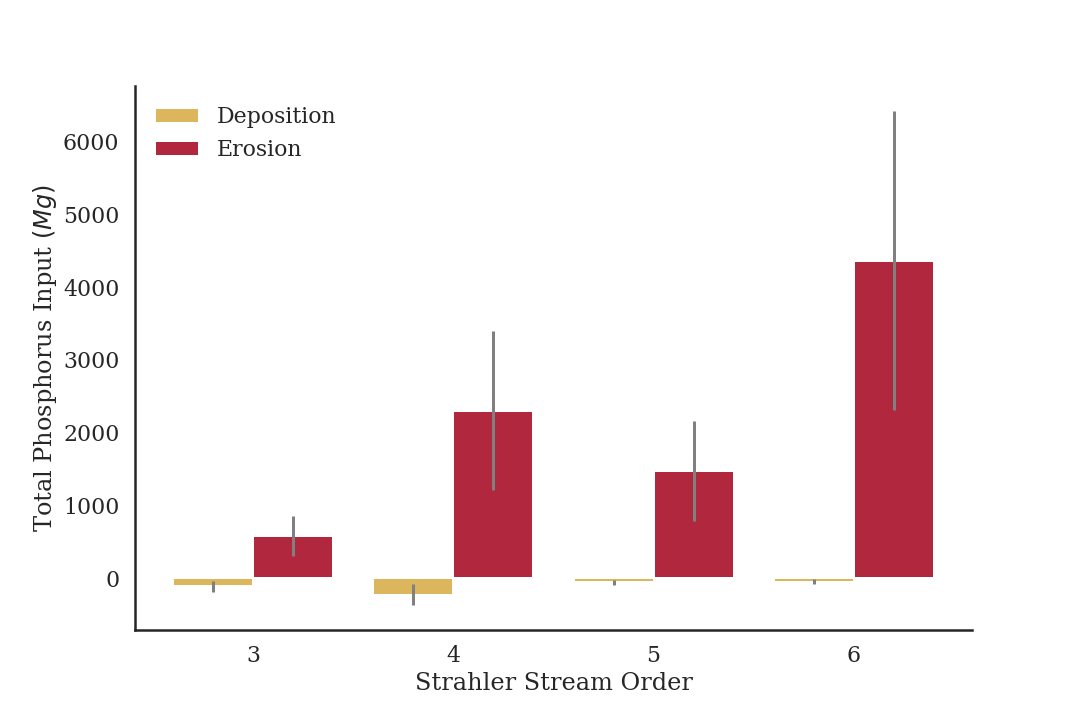 Deposition
Erosion
6000
5000
4000
3000
2000
1000
0
Total Phosphorus Input (Mg)
3
4
5
6
Strahler Stream Order